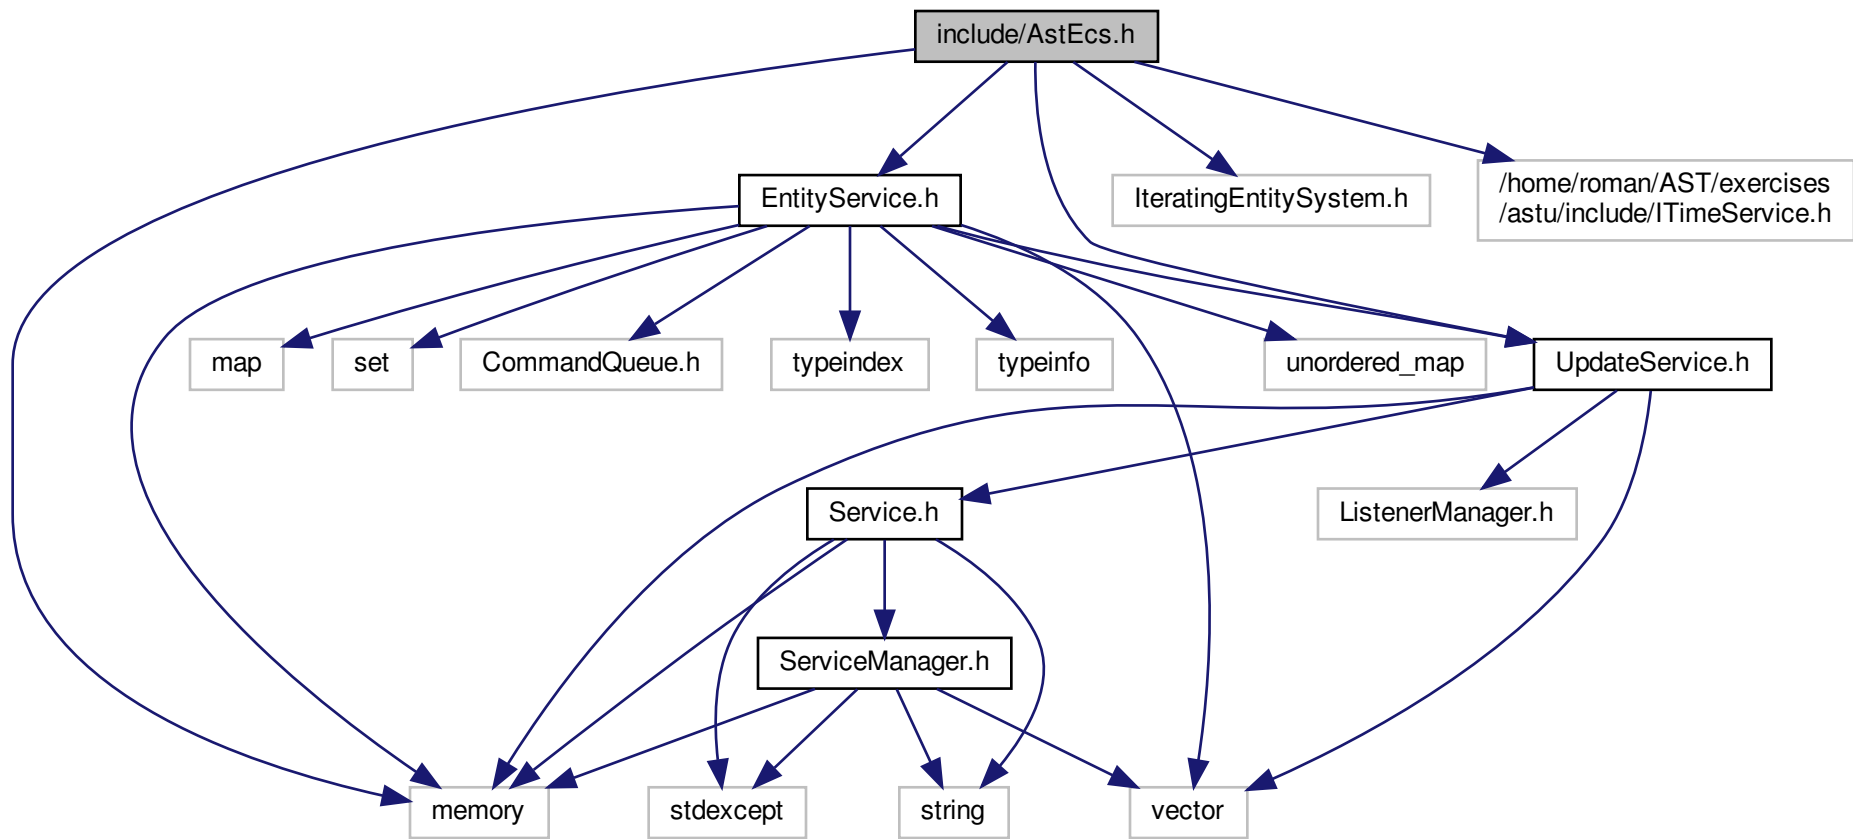 include/AstEcs.h
EntityService.h
IteratingEntitySystem.h
/home/roman/AST/exercises
/astu/include/ITimeService.h
map
set
CommandQueue.h
typeindex
typeinfo
unordered_map
UpdateService.h
Service.h
ListenerManager.h
ServiceManager.h
memory
stdexcept
string
vector